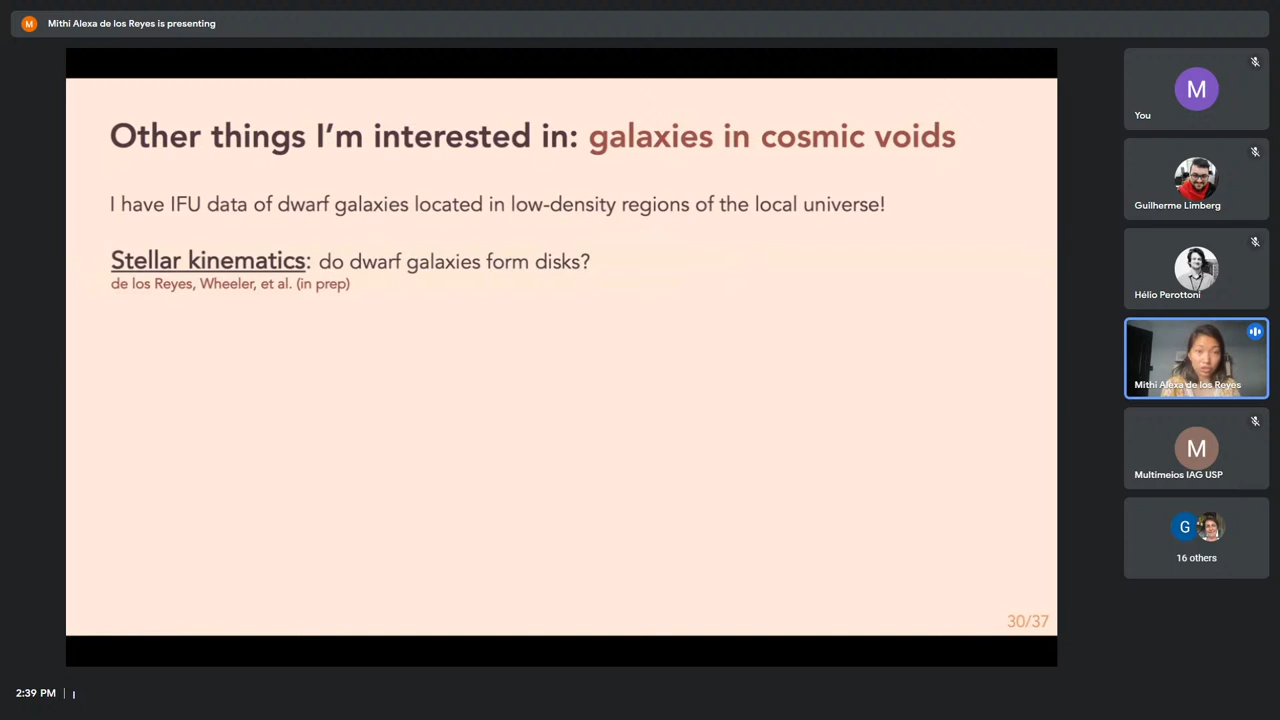 M
Mithi Alexa de los Reyes is presenting
Other things I'm interested in: galaxies in cosmic voids
I have IFU data of dwarf galaxies located in low-density regions of the local universe!
Stellar kinematics: do dwarf galaxies form disks?
de los Reyes, Wheeler, et al. (in prep)
30/37
M
You
Guilherme Limberg
Hélio Perottoni
Mithi Alexa de los Reyes
M
Multimeios IAG USP
G
16 others
2:39 PM